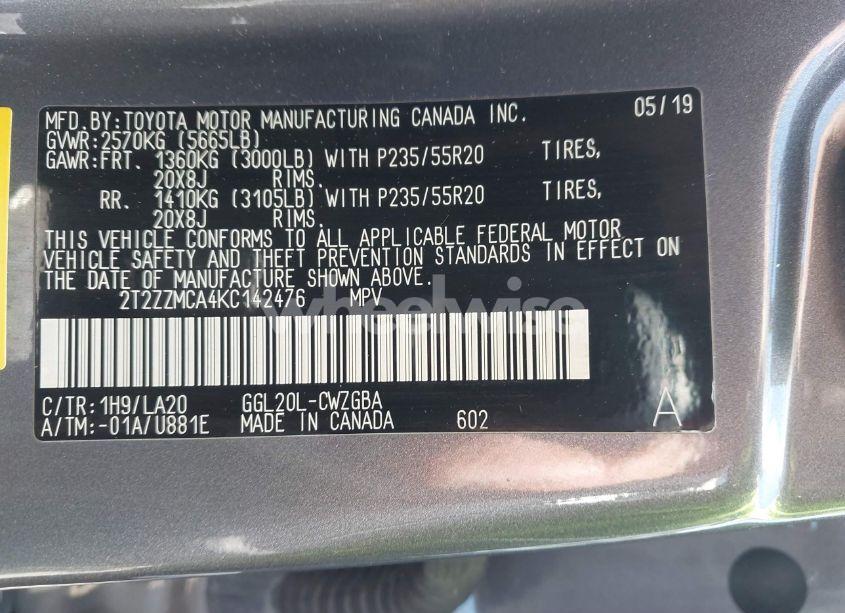 MFD.BY:TOYOTA MOTOR MANUFACTURING CANADA INC. 05/19
GVWR:2570KG (5665LB)
GAWR:FRT. 1360KG (3000LB) WITH P235/55R20 TIRES,
20X8J RIMS.
RR. 1410KG (3105LB) WITH P235/55R20 TIRES,
20X8J RIMS.
THIS VEHICLE CONFORMS TO ALL APPLICABLE FEDERAL MOTOR
VEHICLE SAFETY AND THEFT PREVENTION STANDARDS IN EFFECT ON
THE DATE OF MANUFACTURE SHOWN ABOVE.
2T2ZZMCA4KC142476 MPV
wheelwise
C/TR:1H9/LA20 GGL20L-CWZGBA
A/TM:-01A/U881E MADE IN CANADA 602 A